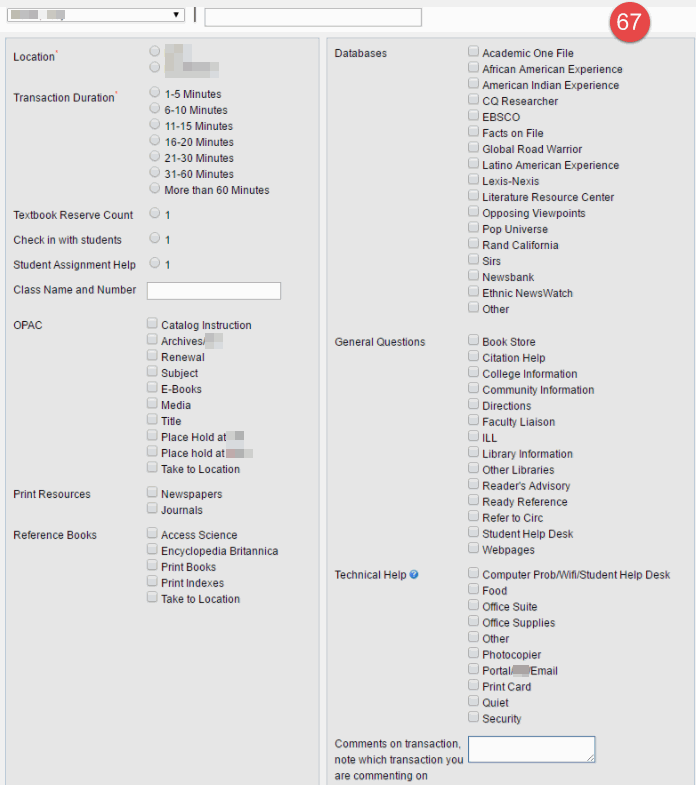 67
Location*
Transaction Duration*
1-5 Minutes
6-10 Minutes
11-15 Minutes
16-20 Minutes
21-30 Minutes
31-60 Minutes
More than 60 Minutes
Textbook Reserve Count
1
Check in with students
1
Student Assignment Help
1
Class Name and Number
OPAC
Catalog Instruction
Archives/
Renewal
Subject
E-Books
Media
Title
Place Hold at
Place hold at
Take to Location
Print Resources
Newspapers
Journals
Reference Books
Access Science
Encyclopedia Britannica
Print Books
Print Indexes
Take to Location
Databases
Academic One File
African American Experience
American Indian Experience
CQ Researcher
EBSCO
Facts on File
Global Road Warrior
Latino American Experience
Lexis-Nexis
Literature Resource Center
Opposing Viewpoints
Pop Universe
Rand California
Sirs
Newsbank
Ethnic NewsWatch
Other
General Questions
Book Store
Citation Help
College Information
Community Information
Directions
Faculty Liaison
ILL
Library Information
Other Libraries
Reader's Advisory
Ready Reference
Refer to Circ
Student Help Desk
Webpages
Technical Help ?
Computer Prob/Wifi/Student Help Desk
Food
Office Suite
Office Supplies
Other
Photocopier
Portal/ /Email
Print Card
Quiet
Security
Comments on transaction,
note which transaction you
are commenting on